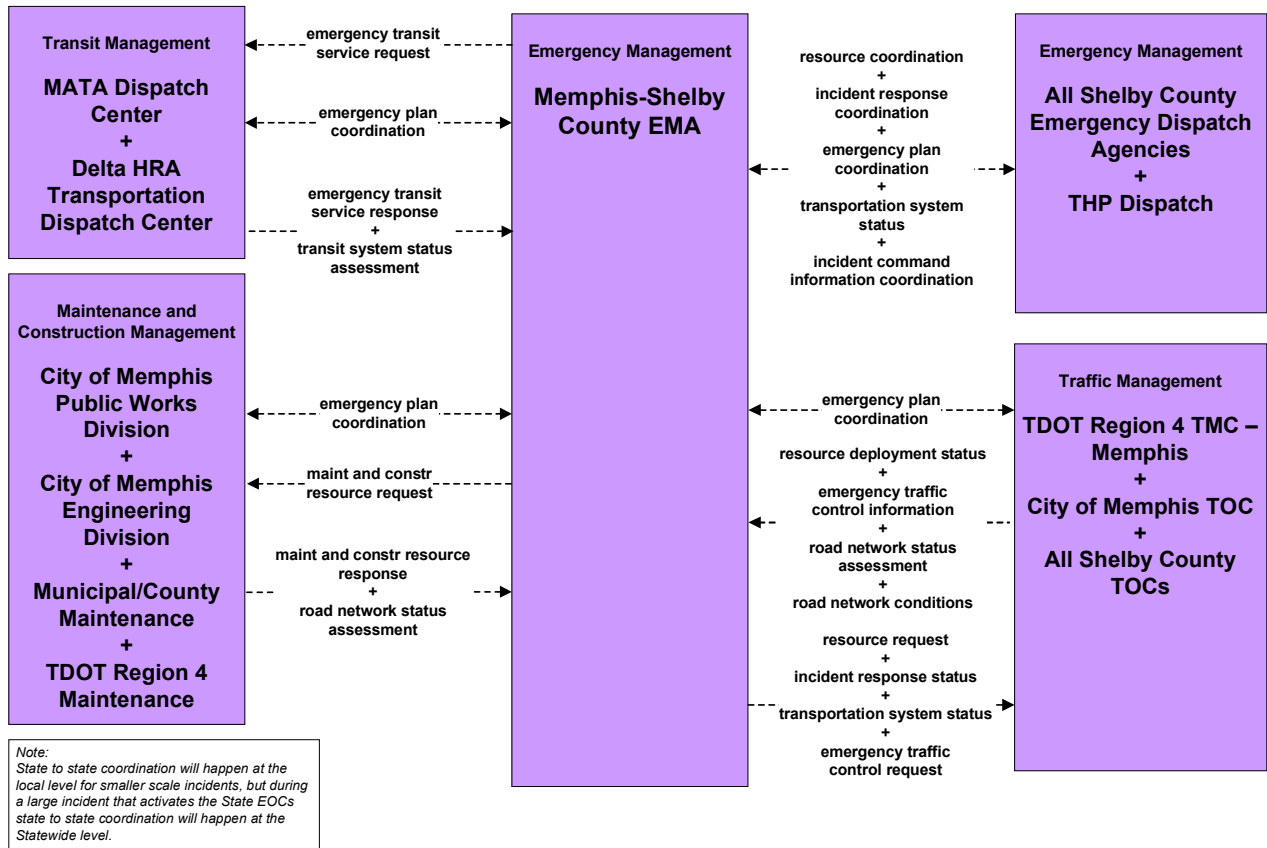 Transit Management
MATA Dispatch
Center
+
Delta HRA
Transportation
Dispatch Center
emergency transit
service request
emergency plan
coordination
emergency transit
service response
+
transit system status
assessment
Maintenance and
Construction Management
City of Memphis
Public Works
Division
+
City of Memphis
Engineering
Division
+
Municipal/County
Maintenance
+
TDOT Region 4
Maintenance
emergency plan
coordination
maint and constr
resource request
maint and constr resource
response
+
road network status
assessment
Emergency Management
Memphis-Shelby
County EMA
resource coordination
+
incident response
coordination
+
emergency plan
coordination
+
transportation system
status
+
incident command
information coordination
Emergency Management
All Shelby County
Emergency Dispatch
Agencies
+
THP Dispatch
emergency plan
coordination
resource deployment status
+
emergency traffic
control information
+
road network status
assessment
+
road network conditions
resource request
+
incident response status
+
transportation system status
+
emergency traffic
control request
Traffic Management
TDOT Region 4 TMC –
Memphis
+
City of Memphis TOC
+
All Shelby County
TOCs
Note:
State to state coordination will happen at the
local level for smaller scale incidents, but during
a large incident that activates the State EOCs
state to state coordination will happen at the
Statewide level.